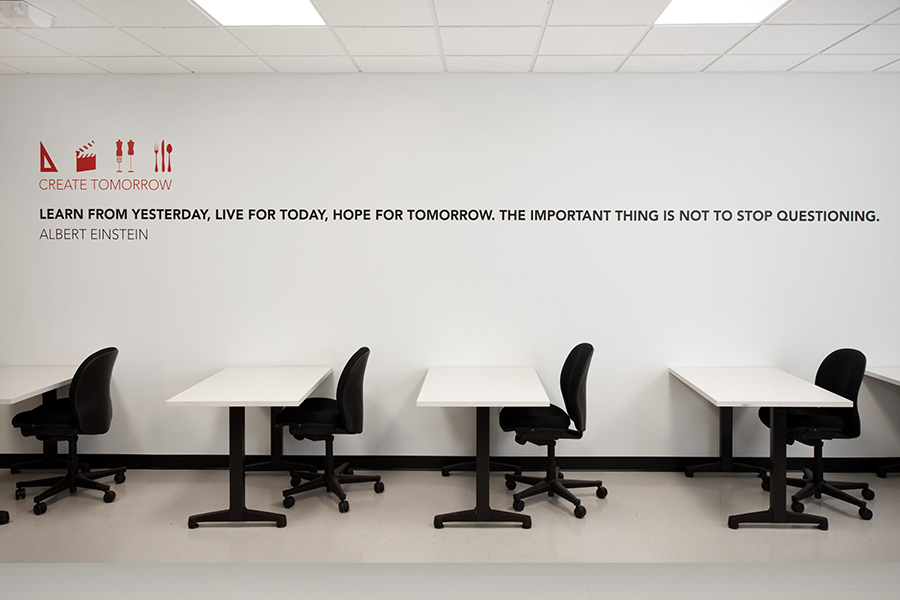 CREATE TOMORROW
LEARN FROM YESTERDAY, LIVE FOR TODAY, HOPE FOR TOMORROW. THE IMPORTANT THING IS NOT TO STOP QUESTIONING.
ALBERT EINSTEIN